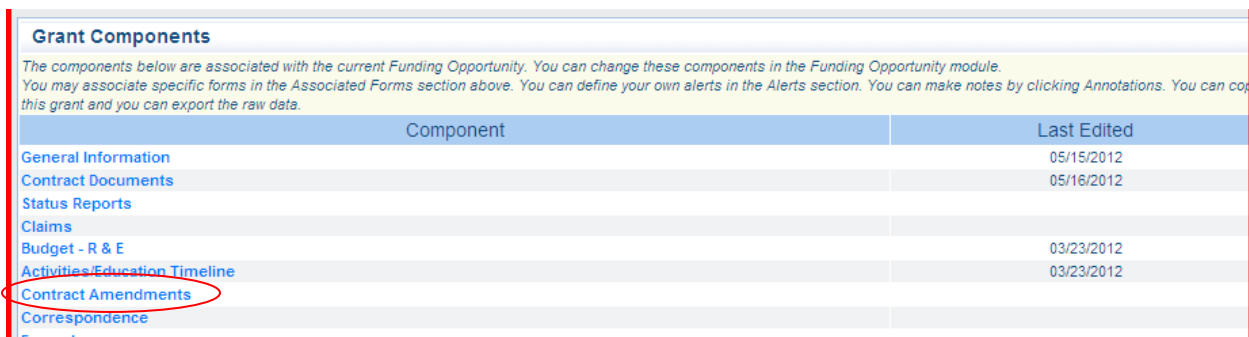 Grant Components
The components below are associated with the current Funding Opportunity. You can change these components in the Funding Opportunity module.
You may associate specific forms in the Associated Forms section above. You can define your own alerts in the Alerts section. You can make notes by clicking Annotations. You can
this grant and you can export the raw data.
Component Last Edited
General Information 05/15/2012
Contract Documents 05/16/2012
Status Reports
Claims
Budget - R & E 03/23/2012
Activities/Education Timeline 03/23/2012
Contract Amendments
Correspondence